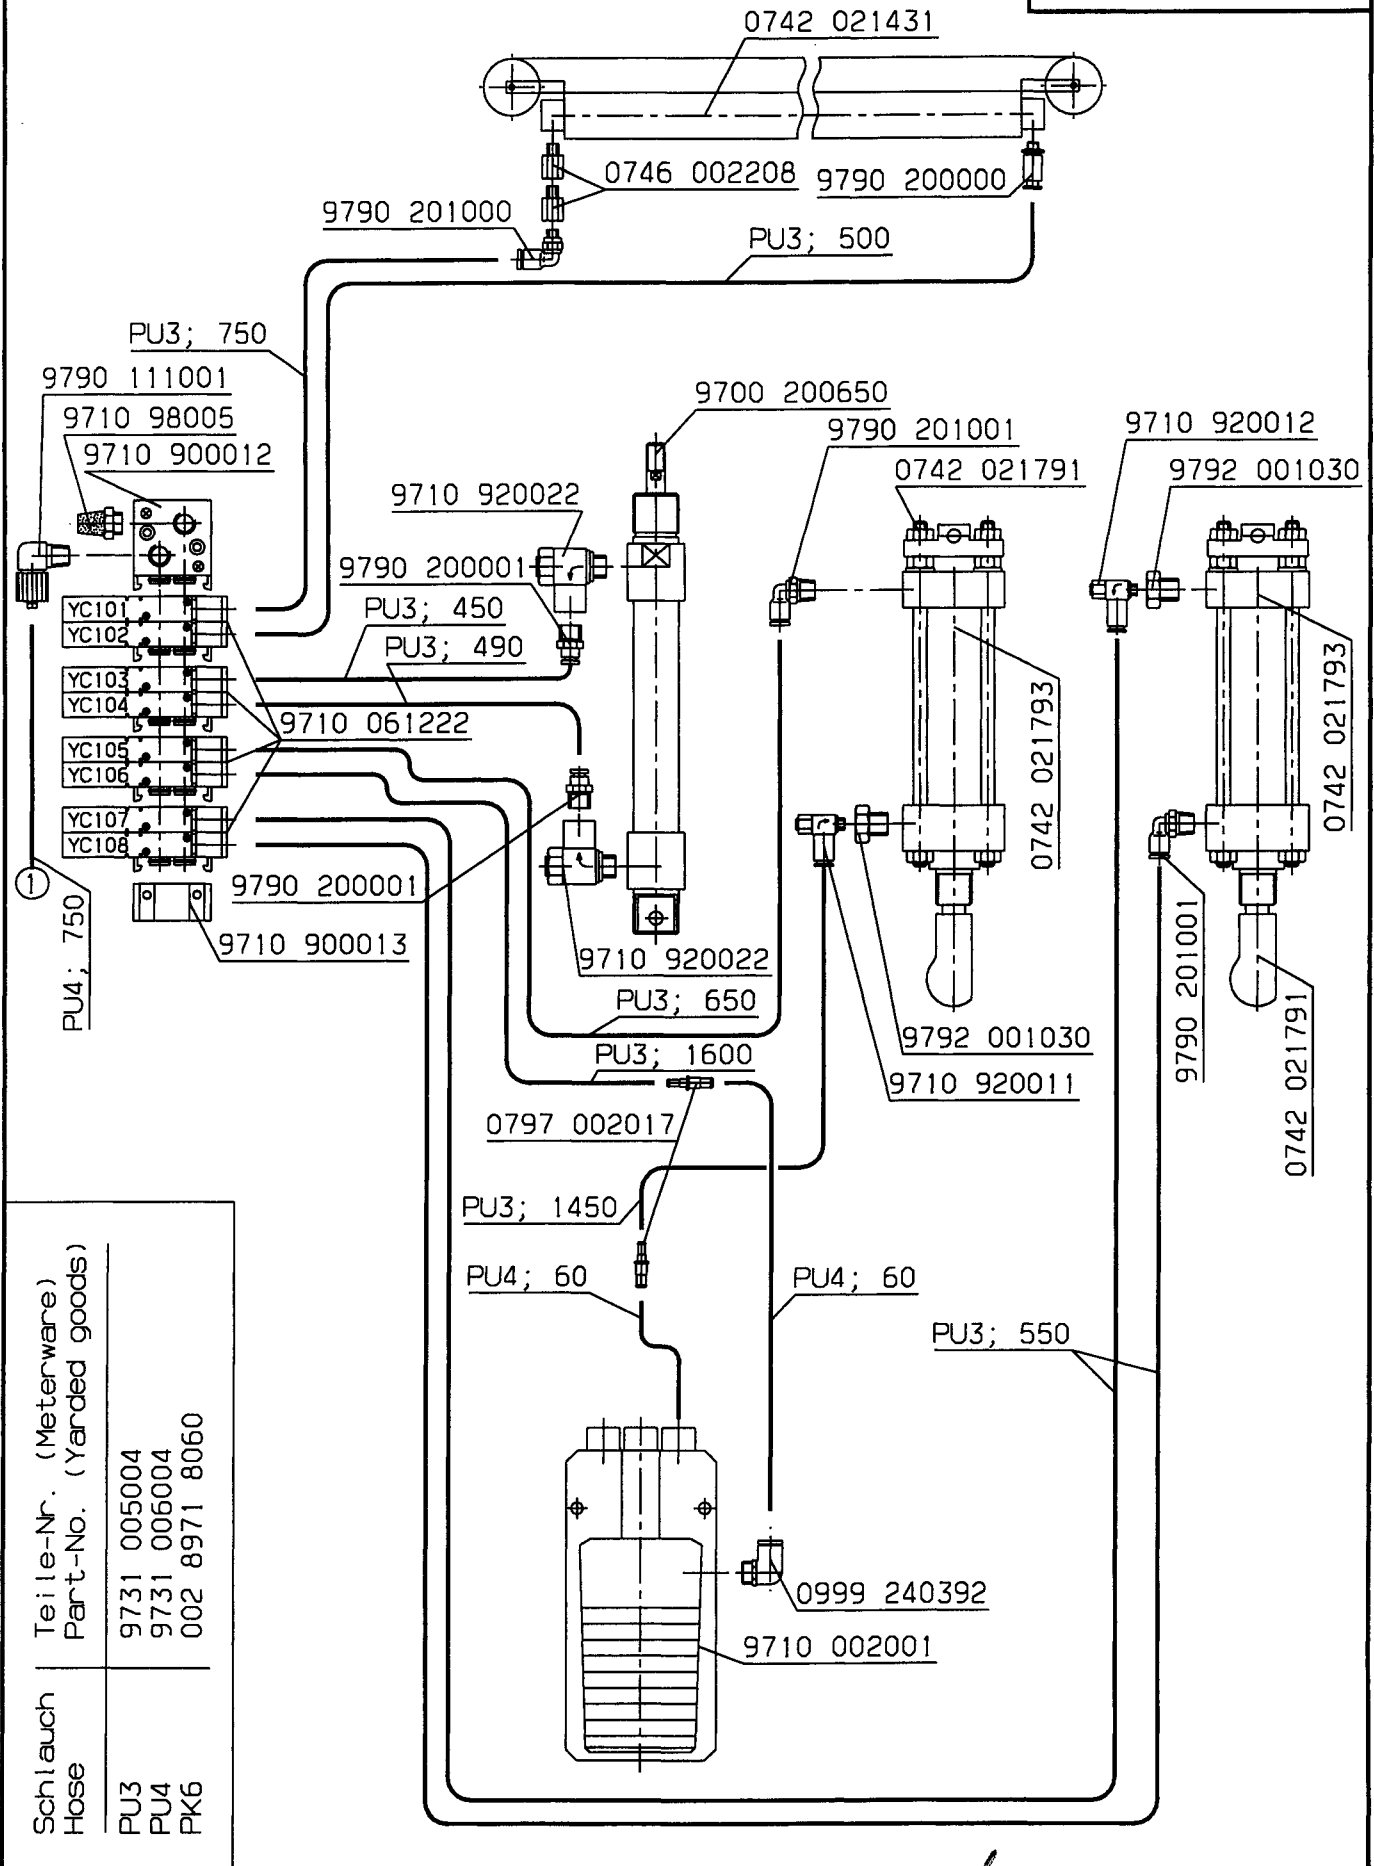 0742 021431
0746 002208
9790 200000
9790 201000
PU3; 500
PU3; 750
9790 111001
9710 98005
9710 900012
9700 200650
9790 201001
0742 021791
9710 920012
9792 001030
9710 920022
9790 200001
PU3; 450
PU3; 490
YC101
YC102
YC103
YC104
9710 061222
YC105
YC106
YC107
YC108
0742 021793
0742 021793
1
PU4; 750
9790 200001
9710 900013
9710 920022
PU3; 650
9792 001030
9710 920011
9790 201001
0742 021791
PU3; 1600
0797 002017
PU3; 1450
PU4; 60
PU4; 60
PU3; 550
0999 240392
9710 002001
Schlauch Teile-Nr. (Meterware)
Hose Part-No. (Yarded goods)
PU3 9731 005004
PU4 9731 006004
PK6 002 8971 8060